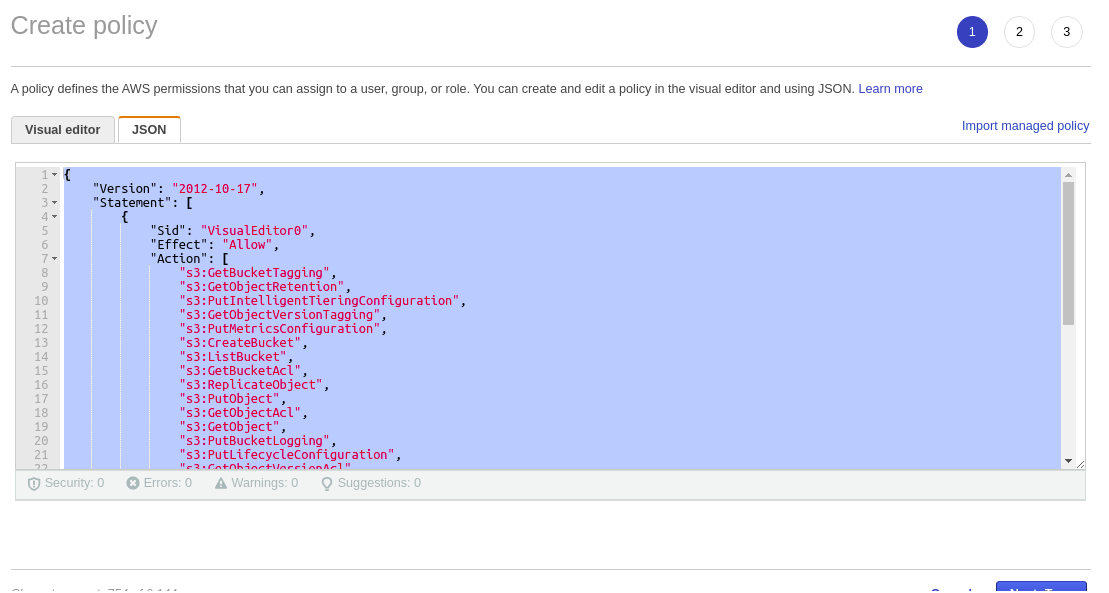 Create policy
1 2 3
A policy defines the AWS permissions that you can assign to a user, group, or role. You can create and edit a policy in the visual editor and using JSON. Learn more
Visual editor JSON
Import managed policy
1 {
2 "Version": "2012-10-17",
3 "Statement": [
4 {
5 "Sid": "VisualEditor0",
6 "Effect": "Allow",
7 "Action": [
8 "s3:GetBucketTagging",
9 "s3:GetObjectRetention",
10 "s3:PutIntelligentTieringConfiguration",
11 "s3:GetObjectVersionTagging",
12 "s3:PutMetricsConfiguration",
13 "s3:CreateBucket",
14 "s3:ListBucket",
15 "s3:GetBucketAcl",
16 "s3:ReplicateObject",
17 "s3:PutObject",
18 "s3:GetObjectAcl",
19 "s3:GetObject",
20 "s3:PutBucketLogging",
21 "s3:PutLifecycleConfiguration",
22 "s3:GetObjectVersionAcl"
Security: 0 Errors: 0 Warnings: 0 Suggestions: 0